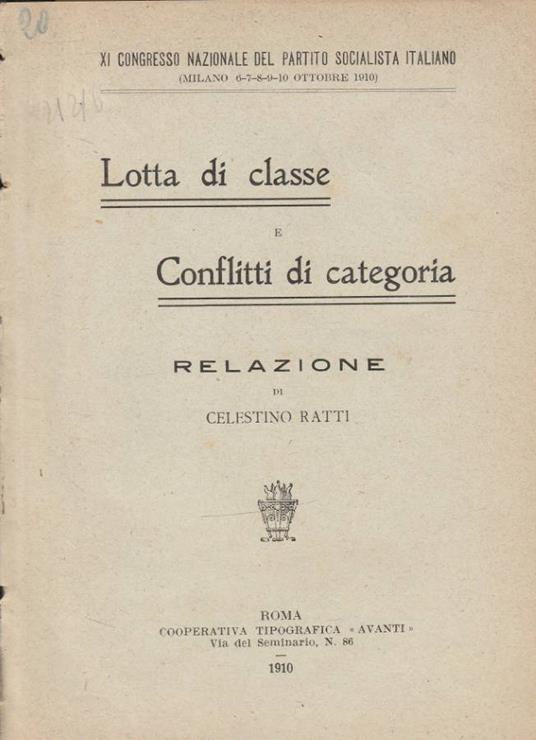 20
XI CONGRESSO NAZIONALE DEL PARTITO SOCIALISTA ITALIANO
(MILANO 6-7-8-9-10 OTTOBRE 1910)
Lotta di classe
E
Conflitti di categoria
RELAZIONE
DI
CELESTINO RATTI
ROMA
COOPERATIVA TIPOGRAFICA « AVANTI »
Via del Seminario, N. 86
1910